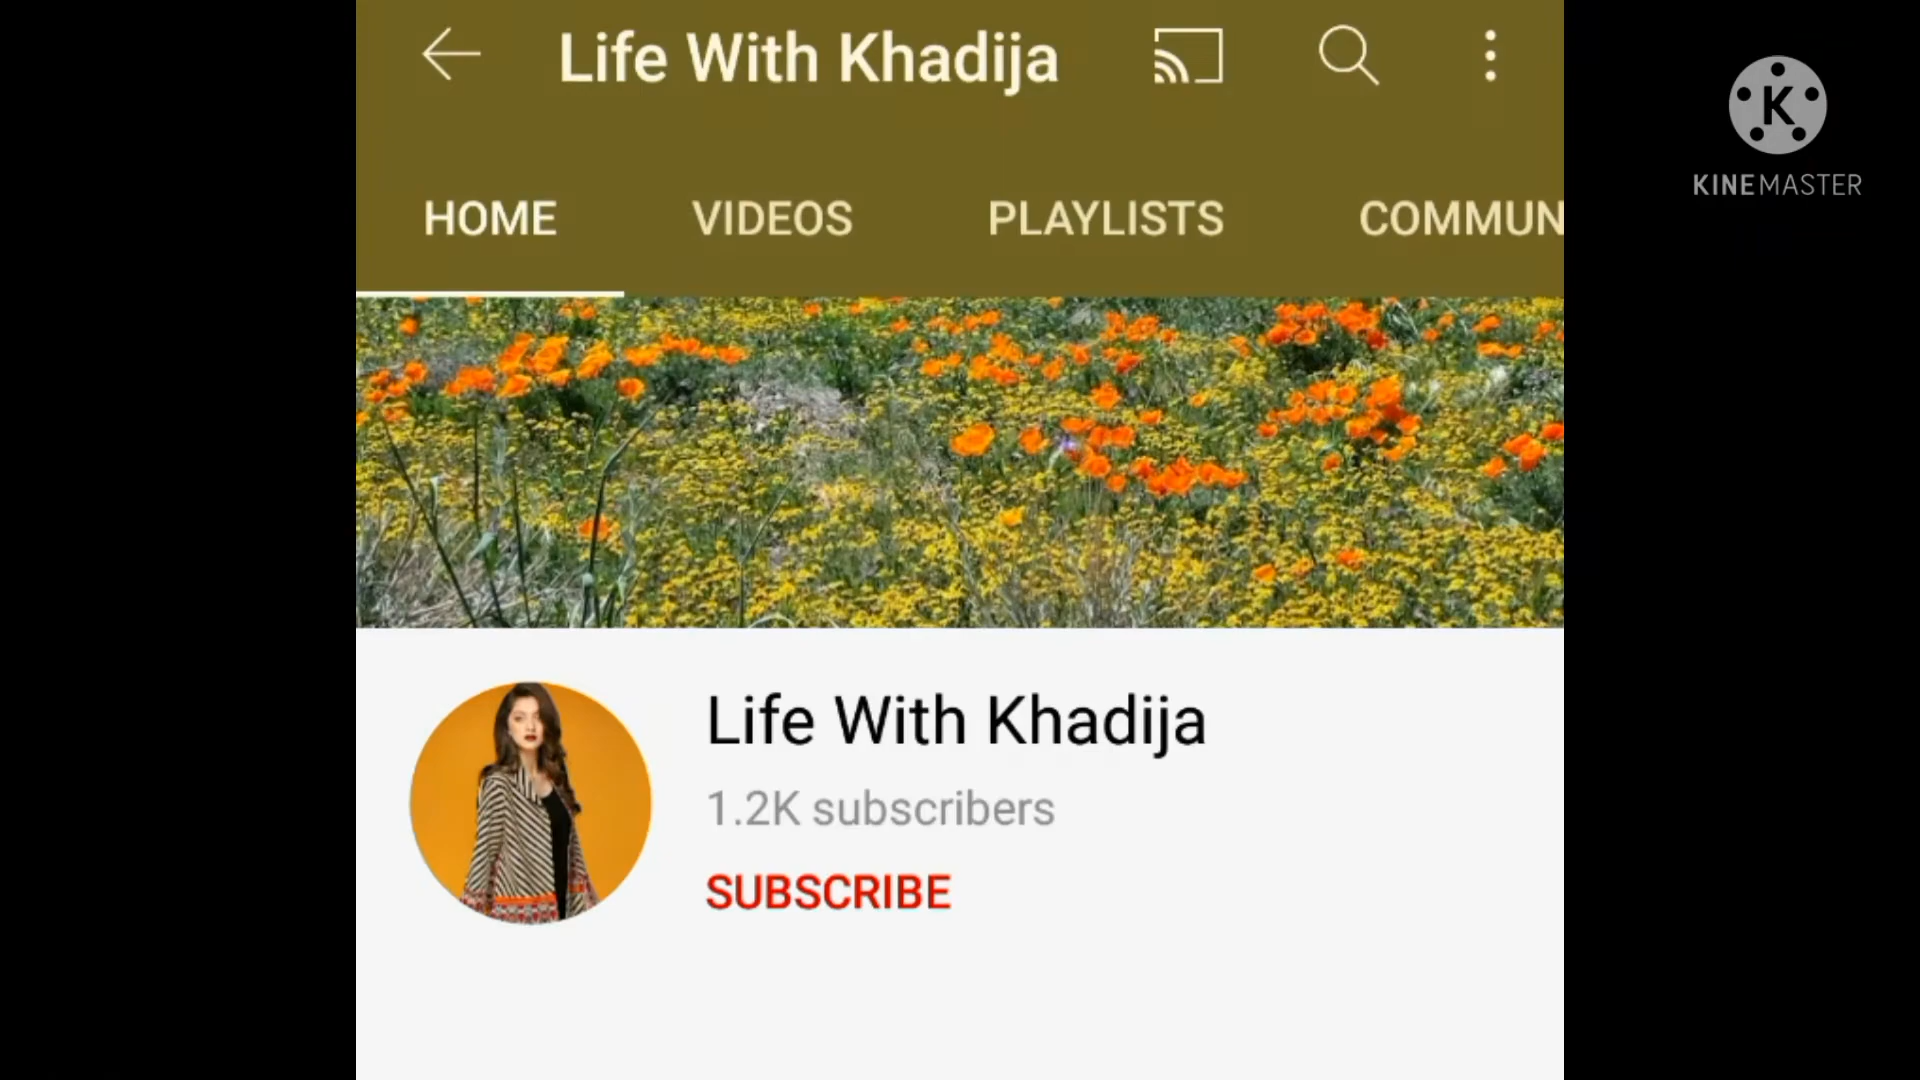 Life With Khadija
HOME VIDEOS PLAYLISTS COMMUN
K
KINEMASTER
Life With Khadija
1.2K subscribers
SUBSCRIBE